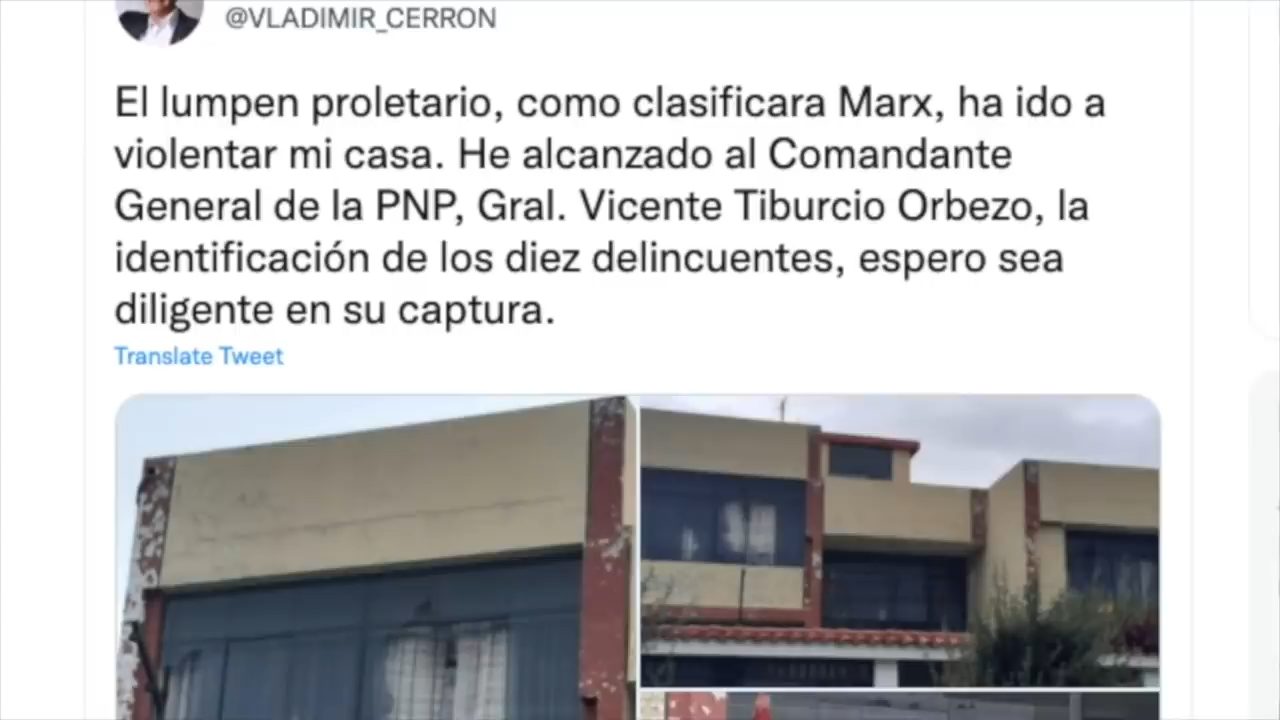 @VLADIMIR_CERRON
El lumpen proletario, como clasificara Marx, ha ido a
violentar mi casa. He alcanzado al Comandante
General de la PNP, Gral. Vicente Tiburcio Orbezo, la
identificación de los diez delincuentes, espero sea
diligente en su captura.
Translate Tweet